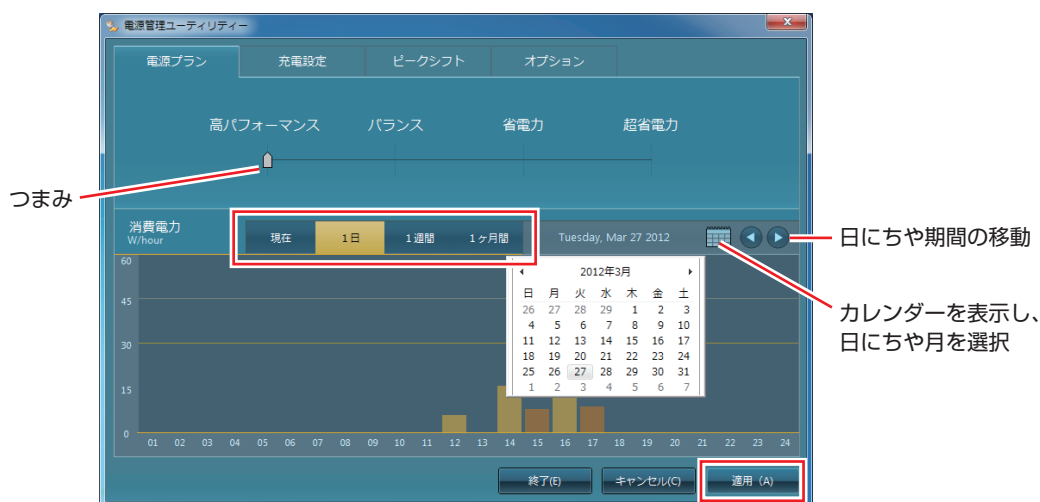 電源管理ユーティリティー
電源プラン 充電設定 ピークシフト オプション
高パフォーマンス バランス 省電力 超省電力
つまみ
消費電力
W/hour
現在 1日 1週間 1ヶ月間 Tuesday, Mar 27 2012
日にちや期間の移動
カレンダーを表示し、
日にちや月を選択
2012年3月
日 月 火 水 木 金 土
26 27 28 29 1 2 3
4 5 6 7 8 9 10
11 12 13 14 15 16 17
18 19 20 21 22 23 24
25 26 27 28 29 30 31
1 2 3 4 5 6 7
60
45
30
15
0
01 02 03 04 05 06 07 08 09 10 11 12 13 14 15 16 17 18 19 20 21 22 23 24
終了(E) キャンセル(C) 適用 (A)